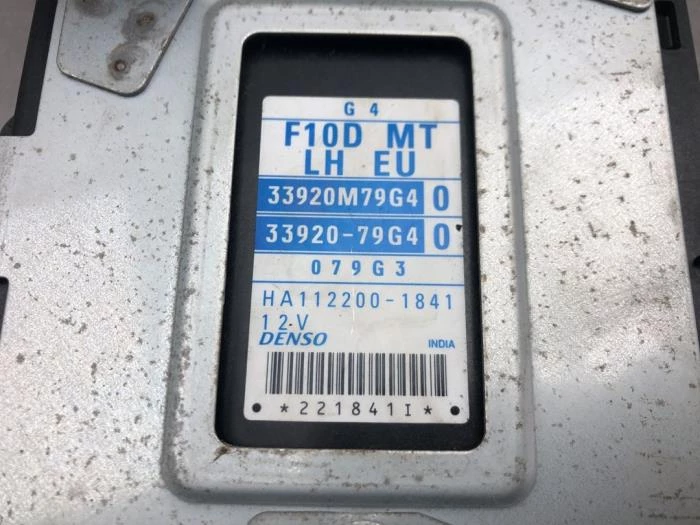 G 4
F10D MT
LH EU
33920M79G4 0
33920-79G4 0
079G3
HA112200-1841
12V
DENSO INDIA
*221841I*